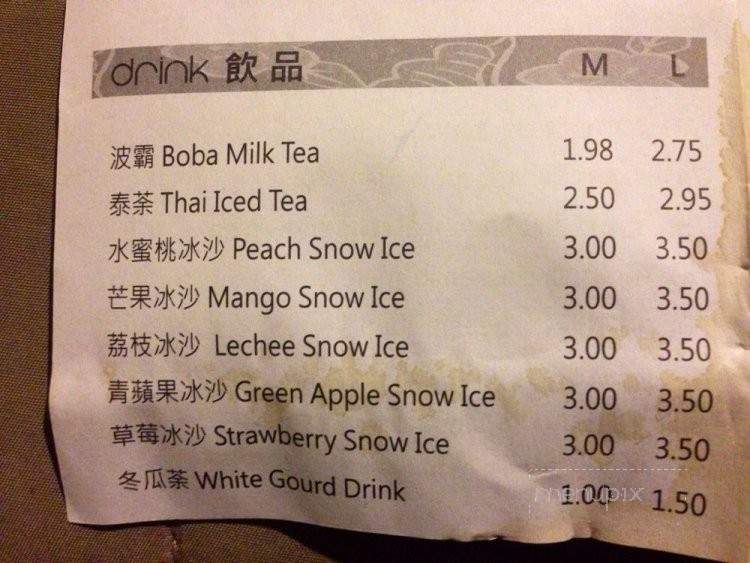 drink 飲品 M L
波霸 Boba Milk Tea 1.98 2.75
泰荼 Thai Iced Tea 2.50 2.95
水蜜桃冰沙 Peach Snow Ice 3.00 3.50
芒果冰沙 Mango Snow Ice 3.00 3.50
荔枝冰沙 Lechee Snow Ice 3.00 3.50
青蘋果冰沙 Green Apple Snow Ice 3.00 3.50
草莓冰沙 Strawberry Snow Ice 3.00 3.50
冬瓜荼 White Gourd Drink 1.00 1.50
menupix